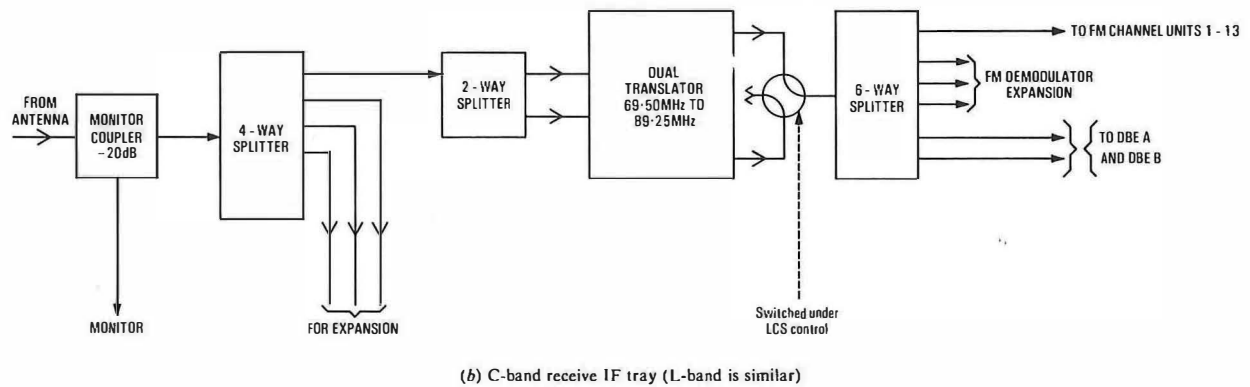 FROM
ANTENNA
MONITOR
COUPLER
-20dB
MONITOR
4-WAY
SPLITTER
FOR EXPANSION
2-WAY
SPLITTER
DUAL
TRANSLATOR
69·50MHz TO
89·25MHz
Switched under
LCS control
6-WAY
SPLITTER
TO FM CHANNEL UNITS 1-13
FM DEMODULATOR
EXPANSION
TO DBE A
AND DBE B
(b) C-band receive IF tray (L-band is similar)